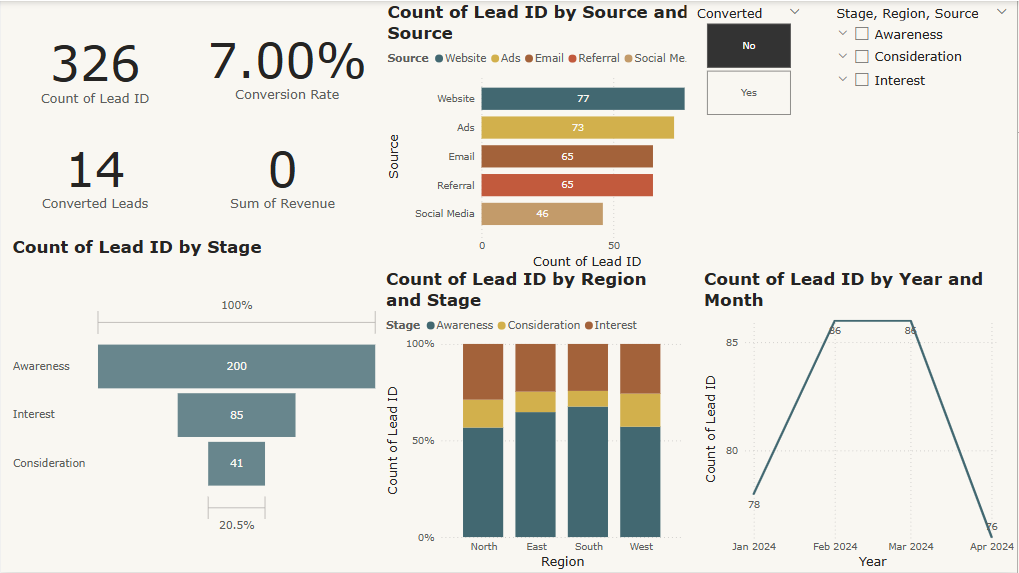 326
Count of Lead ID
7.00%
Conversion Rate
14
Converted Leads
0
Sum of Revenue
Count of Lead ID by Source and
Source
Source Website Ads Email Referral Social Me.
Website 77
Ads 73
Email 65
Referral 65
Social Media 46
Source
0 50
Count of Lead ID
Converted
No
Yes
Stage, Region, Source
Awareness
Consideration
Interest
Count of Lead ID by Stage
100%
Awareness 200
Interest 85
Consideration 41
20.5%
Count of Lead ID by Region
and Stage
Stage Awareness Consideration Interest
100%
50%
0%
Count of Lead ID
North East South West
Region
Count of Lead ID by Year and
Month
85
80
Count of Lead ID
78
86
86
76
Jan 2024 Feb 2024 Mar 2024 Apr 2024
Year